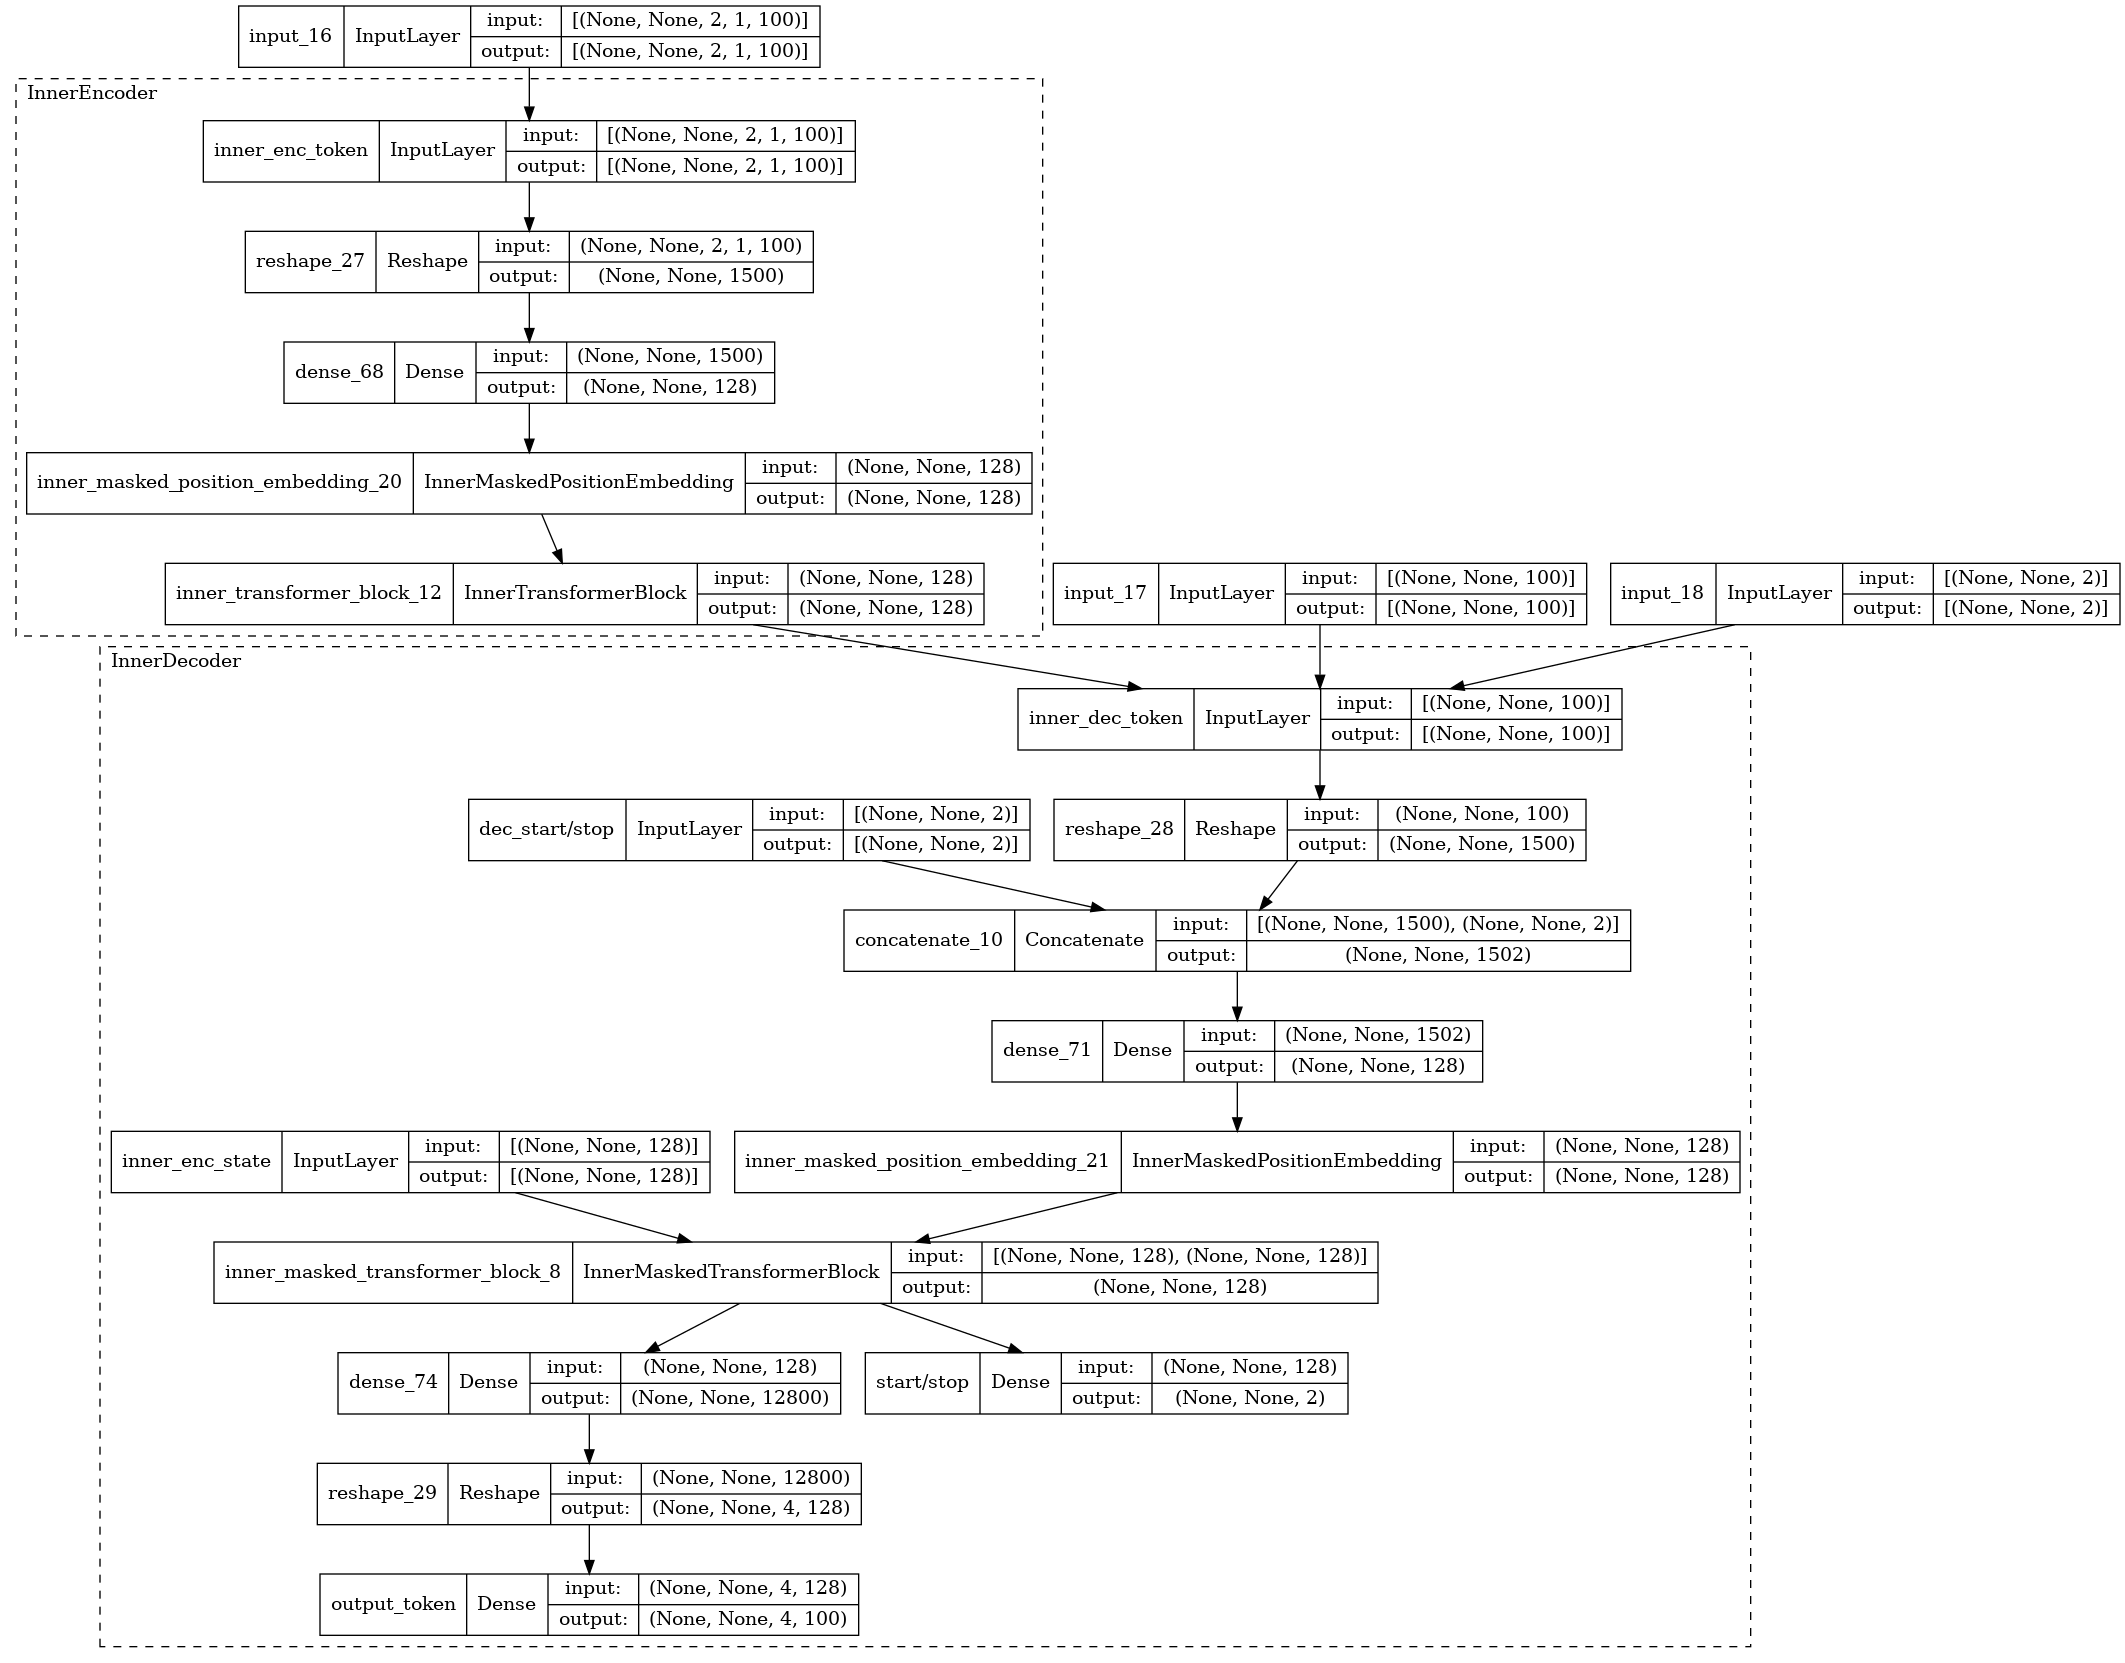 input_16 InputLayer input: [(None, None, 2, 1, 100)]
output: [(None, None, 2, 1, 100)]
InnerEncoder
inner_enc_token InputLayer input: [(None, None, 2, 1, 100)]
output: [(None, None, 2, 1, 100)]
reshape_27 Reshape input: (None, None, 2, 1, 100)
output: (None, None, 1500)
dense_68 Dense input: (None, None, 1500)
output: (None, None, 128)
inner_masked_position_embedding_20 InnerMaskedPositionEmbedding input: (None, None, 128)
output: (None, None, 128)
inner_transformer_block_12 InnerTransformerBlock input: (None, None, 128)
output: (None, None, 128)
input_17 InputLayer input: [(None, None, 100)]
output: [(None, None, 100)]
input_18 InputLayer input: [(None, None, 2)]
output: [(None, None, 2)]
InnerDecoder
inner_dec_token InputLayer input: [(None, None, 100)]
output: [(None, None, 100)]
dec_start/stop InputLayer input: [(None, None, 2)]
output: [(None, None, 2)]
reshape_28 Reshape input: (None, None, 100)
output: (None, None, 1500)
concatenate_10 Concatenate input: [(None, None, 1500), (None, None, 2)]
output: (None, None, 1502)
dense_71 Dense input: (None, None, 1502)
output: (None, None, 128)
inner_enc_state InputLayer input: [(None, None, 128)]
output: [(None, None, 128)]
inner_masked_position_embedding_21 InnerMaskedPositionEmbedding input: (None, None, 128)
output: (None, None, 128)
inner_masked_transformer_block_8 InnerMaskedTransformerBlock input: [(None, None, 128), (None, None, 128)]
output: (None, None, 128)
dense_74 Dense input: (None, None, 128)
output: (None, None, 12800)
start/stop Dense input: (None, None, 128)
output: (None, None, 2)
reshape_29 Reshape input: (None, None, 12800)
output: (None, None, 4, 128)
output_token Dense input: (None, None, 4, 128)
output: (None, None, 4, 100)